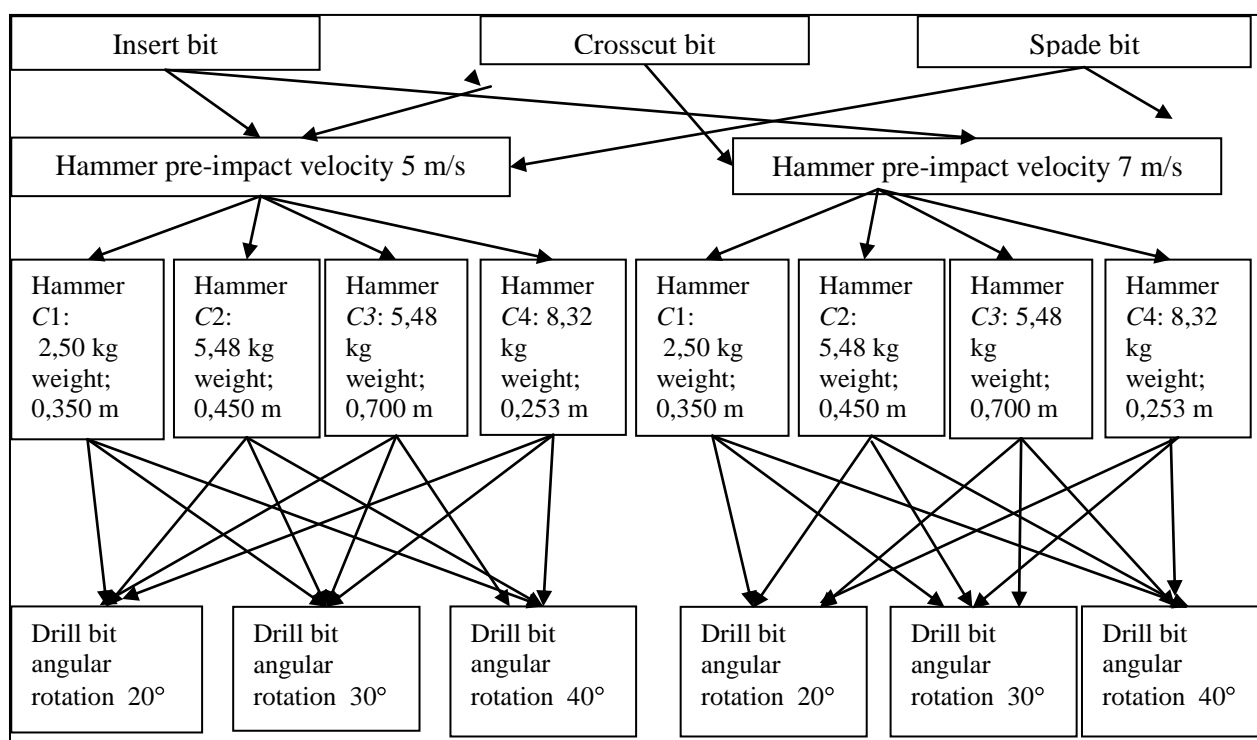 Insert bit
Crosscut bit
Spade bit
Hammer pre-impact velocity 5 m/s
Hammer pre-impact velocity 7 m/s
Hammer
C1:
2,50 kg
weight;
0,350 m
Hammer
C2:
5,48 kg
weight;
0,450 m
Hammer
C3: 5,48
kg
weight;
0,700 m
Hammer
C4: 8,32
kg
weight;
0,253 m
Hammer
C1:
2,50 kg
weight;
0,350 m
Hammer
C2:
5,48 kg
weight;
0,450 m
Hammer
C3: 5,48
kg
weight;
0,700 m
Hammer
C4: 8,32
kg
weight;
0,253 m
Drill bit
angular
rotation 20°
Drill bit
angular
rotation 30°
Drill bit
angular
rotation 40°
Drill bit
angular
rotation 20°
Drill bit
angular
rotation 30°
Drill bit
angular
rotation 40°